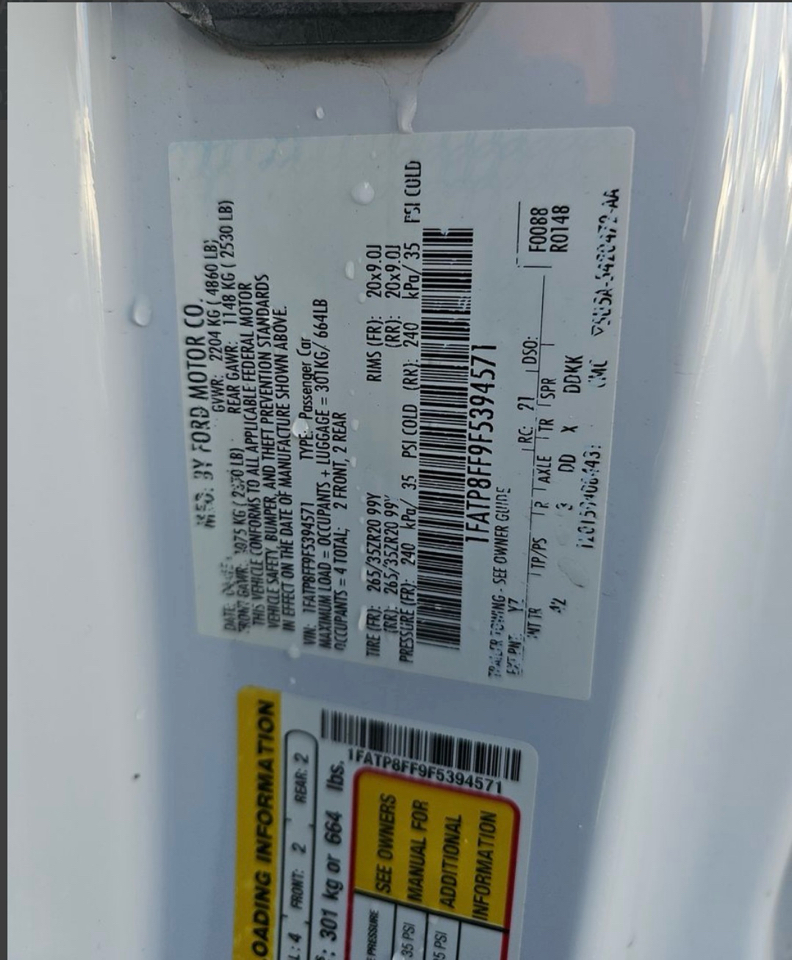 MFD. BY FORD MOTOR CO.
DATE: GVWR: 2204 KG ( 4860 LB)
FRONT GAWR: 1075 KG ( 2370 LB) REAR GAWR: 1148 KG ( 2530 LB)
THIS VEHICLE CONFORMS TO ALL APPLICABLE FEDERAL MOTOR
VEHICLE SAFETY, BUMPER, AND THEFT PREVENTION STANDARDS
IN EFFECT ON THE DATE OF MANUFACTURE SHOWN ABOVE.
VIN: 1FATP8FF9F5394571 TYPE: Passenger Car
MAXIMUM LOAD = OCCUPANTS + LUGGAGE = 301KG/ 664LB
OCCUPANTS = 4 TOTAL; 2 FRONT, 2 REAR
TIRE (FR): 265/35ZR20 99Y RIMS (FR): 20x9.0J
(RR): 265/35ZR20 99Y (RR): 20x9.0J
PRESSURE (FR): 240 kPa/ 35 PSI COLD (RR): 240 kPa/ 35 PSI COLD
1FATP8FF9F5394571
TRAILER TOWING - SEE OWNER GUIDE
EXT PNT: YZ RC: 21 DSO:
INT TR TP/PS R AXLE TR SPR F0088
42 3 DD X DDKK R0148
OADING INFORMATION
L: 4 FRONT: 2 REAR: 2
: 301 kg or 664 lbs.
1FATP8FF9F5394571
PRESSURE
35 PSI
5 PSI
SEE OWNERS
MANUAL FOR
ADDITIONAL
INFORMATION